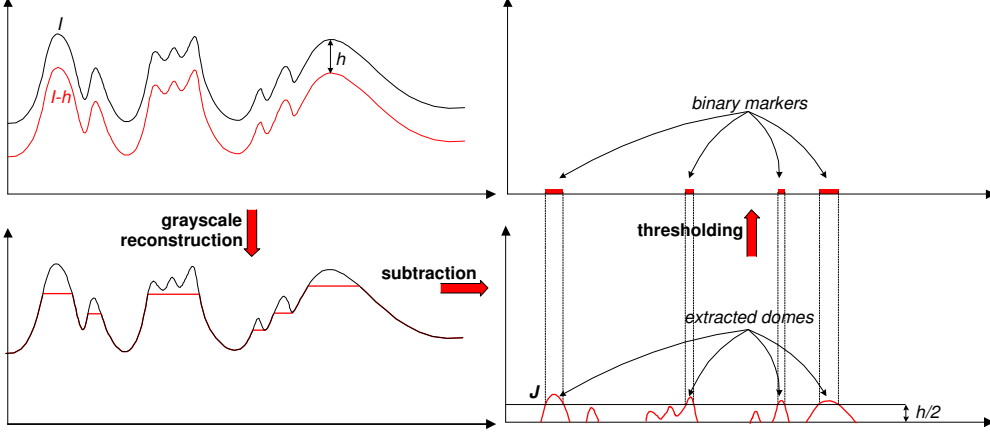 I
h
I-h
binary markers
grayscale
reconstruction
thresholding
subtraction
extracted domes
J
h/2